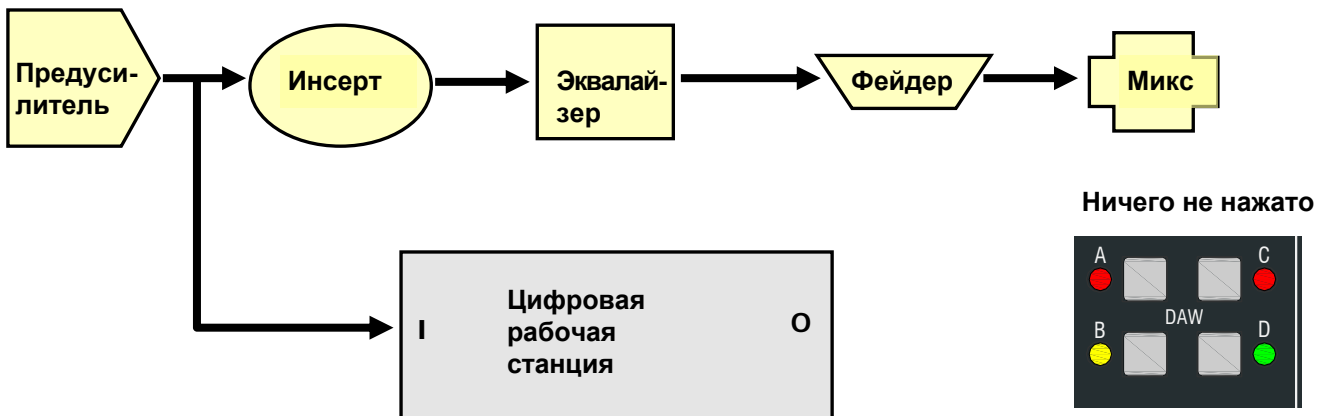 Предуси-
литель
Инсерт
Эквалай-
зер
Фейдер
Микс
Ничего не нажато
I
Цифровая
рабочая
станция
O
A
C
DAW
B
D